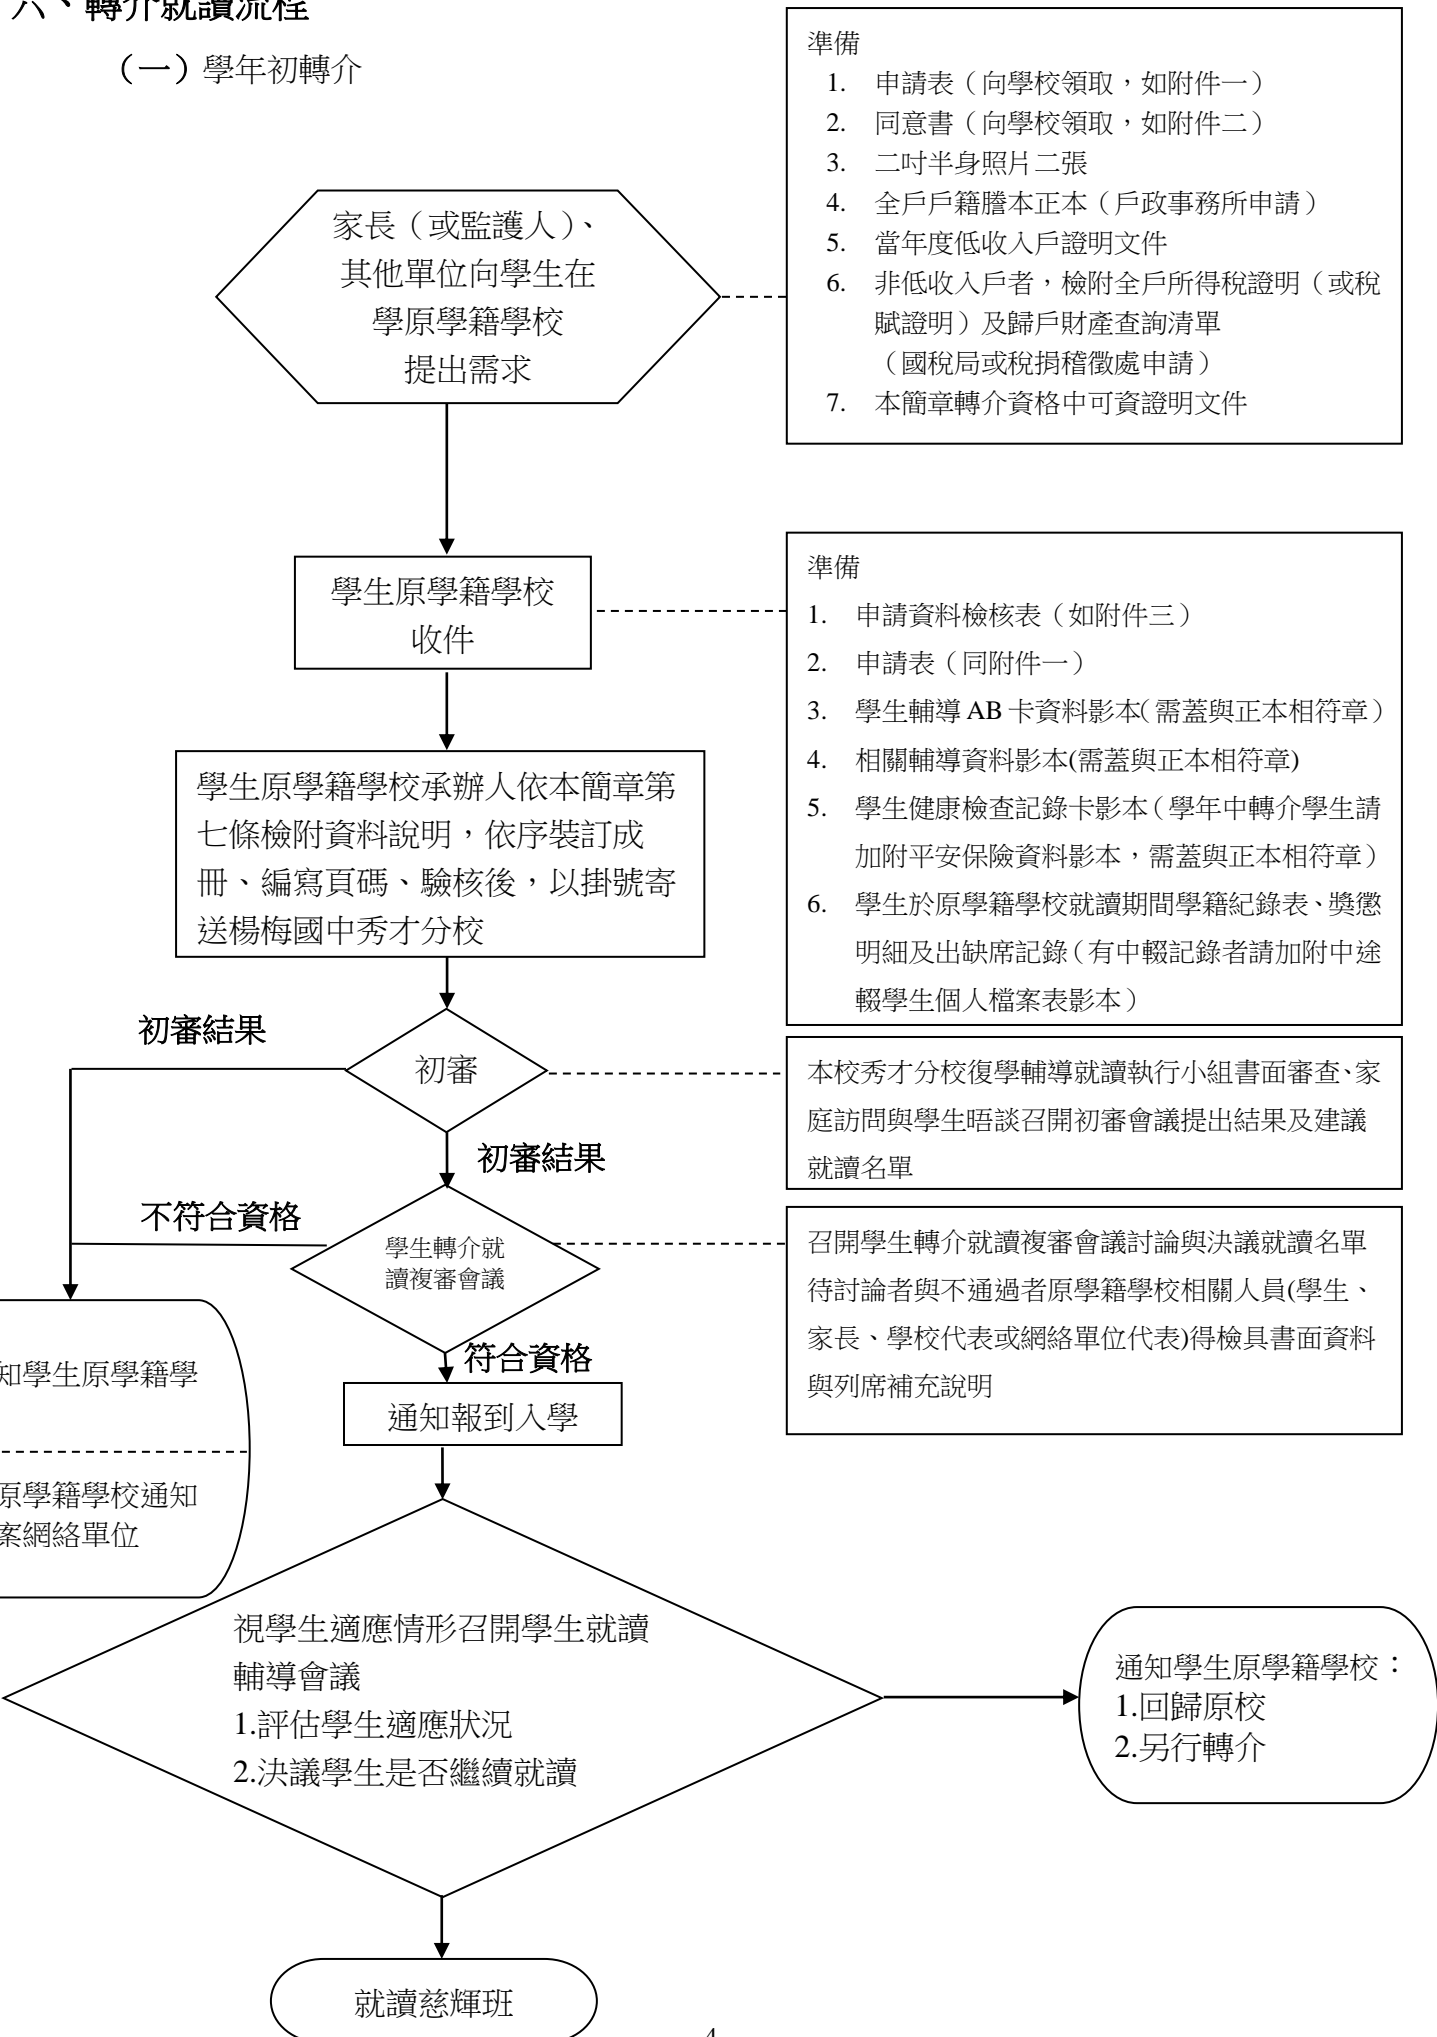 六、轉介就讀流程
（一）學年初轉介
準備
1. 申請表（向學校領取，如附件一）
2. 同意書（向學校領取，如附件二）
3. 二吋半身照片二張
4. 全戶戶籍謄本正本（戶政事務所申請）
5. 當年度低收入戶證明文件
6. 非低收入戶者，檢附全戶所得稅證明（或稅
賦證明）及歸戶財產查詢清單
（國稅局或稅捐稽徵處申請）
7. 本簡章轉介資格中可資證明文件
家長（或監護人）、
其他單位向學生在
學原學籍學校
提出需求
學生原學籍學校
收件
準備
1. 申請資料檢核表（如附件三）
2. 申請表（同附件一）
3. 學生輔導 AB 卡資料影本（需蓋與正本相符章）
4. 相關輔導資料影本(需蓋與正本相符章)
5. 學生健康檢查記錄卡影本（學年中轉介學生請
加附平安保險資料影本，需蓋與正本相符章）
6. 學生於原學籍學校就讀期間學籍紀錄表、獎懲
明細及出缺席記錄（有中輟記錄者請加附中途
輟學生個人檔案表影本）
學生原學籍學校承辦人依本簡章第
七條檢附資料說明，依序裝訂成
冊、編寫頁碼、驗核後，以掛號寄
送楊梅國中秀才分校
初審結果
初審
本校秀才分校復學輔導就讀執行小組書面審查、家
庭訪問與學生晤談召開初審會議提出結果及建議
就讀名單
初審結果
不符合資格
學生轉介就
讀複審會議
召開學生轉介就讀複審會議討論與決議就讀名單
待討論者與不通過者原學籍學校相關人員(學生、
家長、學校代表或網絡單位代表)得檢具書面資料
與列席補充說明
符合資格
知學生原學籍學
通知報到入學
原學籍學校通知
案網絡單位
視學生適應情形召開學生就讀
輔導會議
1.評估學生適應狀況
2.決議學生是否繼續就讀
通知學生原學籍學校：
1.回歸原校
2.另行轉介
就讀慈輝班
4